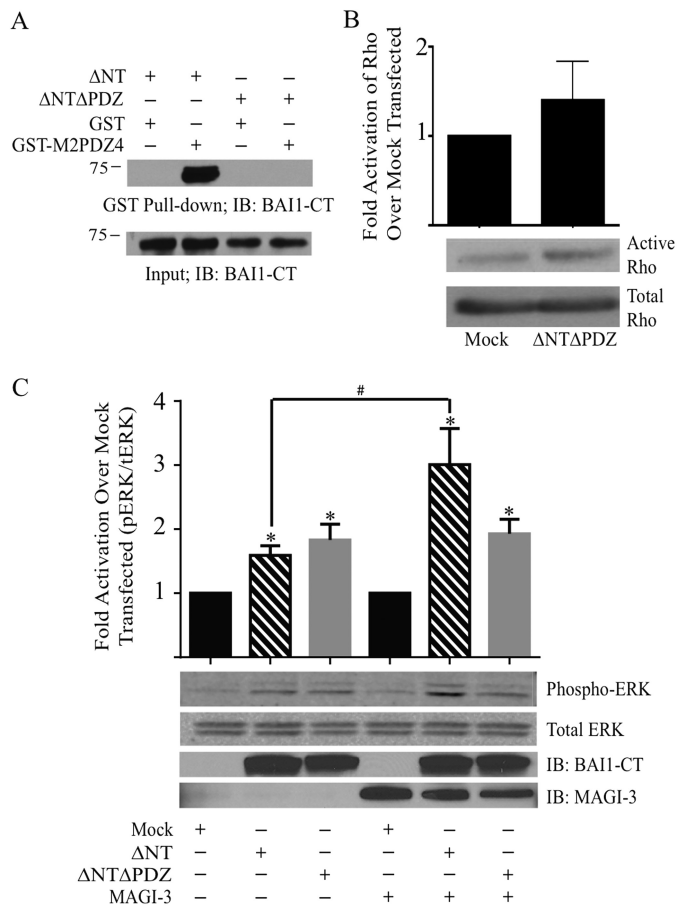 A
ΔNT + + – –
ΔNTΔPDZ – – + +
GST + – + –
GST-M2PDZ4 – + – +
75
GST Pull-down; IB: BAI1-CT
75
Input; IB: BAI1-CT
B
Fold Activation of Rho
Over Mock Transfected
2
1
Active
Rho
Total
Rho
Mock ΔNTΔPDZ
C
Fold Activation Over Mock
Transfected (pERK/tERK)
4
3
2
1
#
* * * *
Phospho-ERK
Total ERK
IB: BAI1-CT
IB: MAGI-3
Mock + – – + – –
ΔNT – + – – + –
ΔNTΔPDZ – – + – – +
MAGI-3 – – – + + +